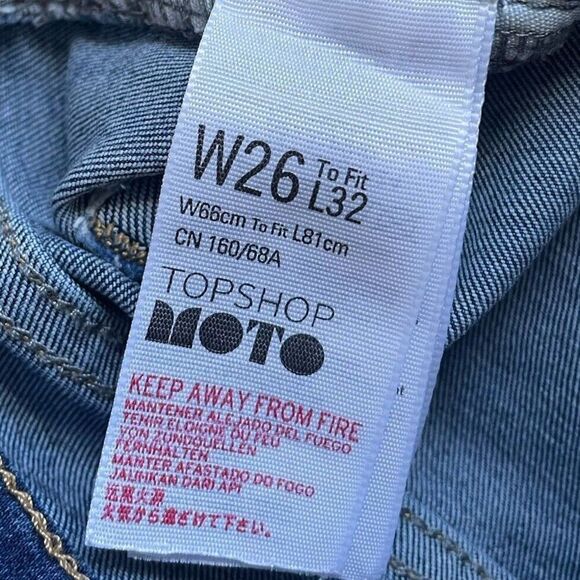 W26 To Fit L32
W66cm To Fit L81cm
CN 160/68A
TOPSHOP
MOTO
KEEP AWAY FROM FIRE
MANTENER ALEJADO DEL FUEGO
TENIR ELOIGNE DU FEU
VON ZUNDQUELLEN
FERNHALTEN
MANTER AFASTADO DO FOGO
JAUHKAN DARI API
远离火源
火気から遠ざけて下さい。